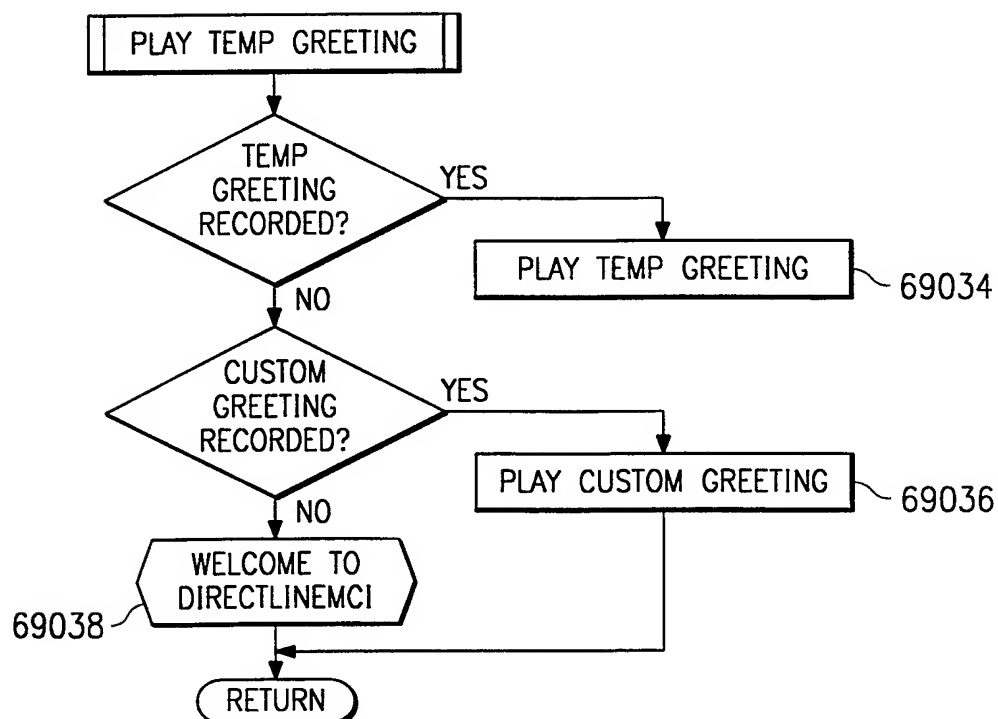 PLAY TEMP GREETING
TEMP
GREETING
RECORDED?
YES
PLAY TEMP GREETING
69034
NO
CUSTOM
GREETING
RECORDED?
YES
PLAY CUSTOM GREETING
69036
NO
WELCOME TO
DIRECTLINEMCI
69038
RETURN